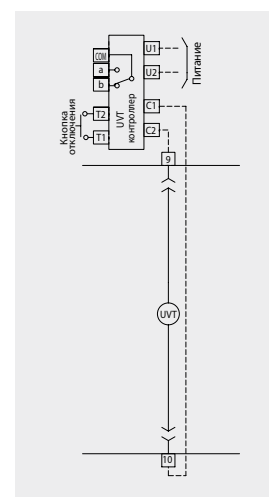 COM
a
b
T2
T1
Кнопка
отключения
UVT
контроллер
U1
U2
C1
C2
Питание
9
UVT
10